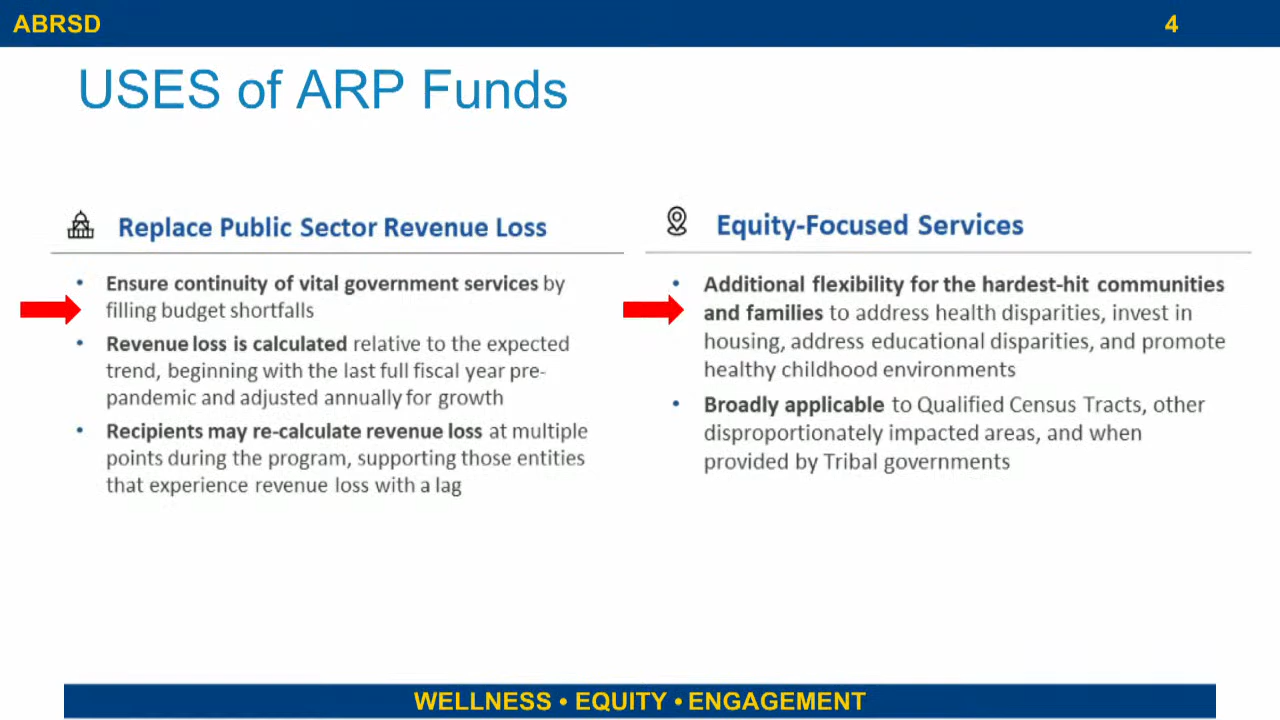 ABRSD
4
USES of ARP Funds
Replace Public Sector Revenue Loss
• Ensure continuity of vital government services by
filling budget shortfalls
• Revenue loss is calculated relative to the expected
trend, beginning with the last full fiscal year pre-
pandemic and adjusted annually for growth
• Recipients may re-calculate revenue loss at multiple
points during the program, supporting those entities
that experience revenue loss with a lag
Equity-Focused Services
• Additional flexibility for the hardest-hit communities
and families to address health disparities, invest in
housing, address educational disparities, and promote
healthy childhood environments
• Broadly applicable to Qualified Census Tracts, other
disproportionately impacted areas, and when
provided by Tribal governments
WELLNESS • EQUITY • ENGAGEMENT